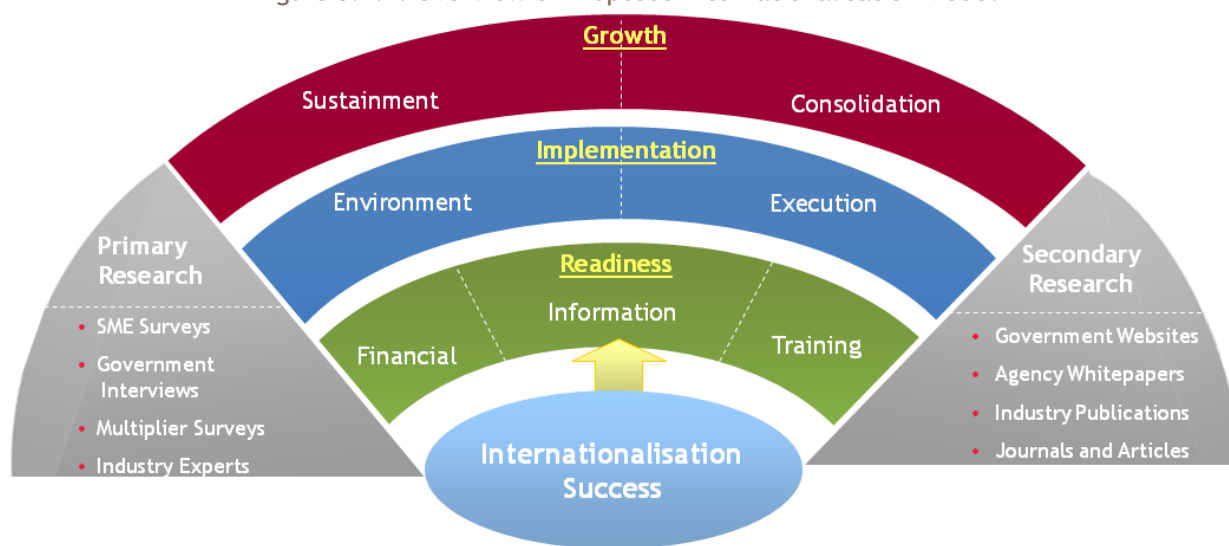 Growth
Sustainment
Consolidation
Implementation
Environment
Execution
Readiness
Information
Financial
Training
Primary
Research
• SME Surveys
• Government
Interviews
• Multiplier Surveys
• Industry Experts
Secondary
Research
• Government Websites
• Agency Whitepapers
• Industry Publications
• Journals and Articles
Internationalisation
Success